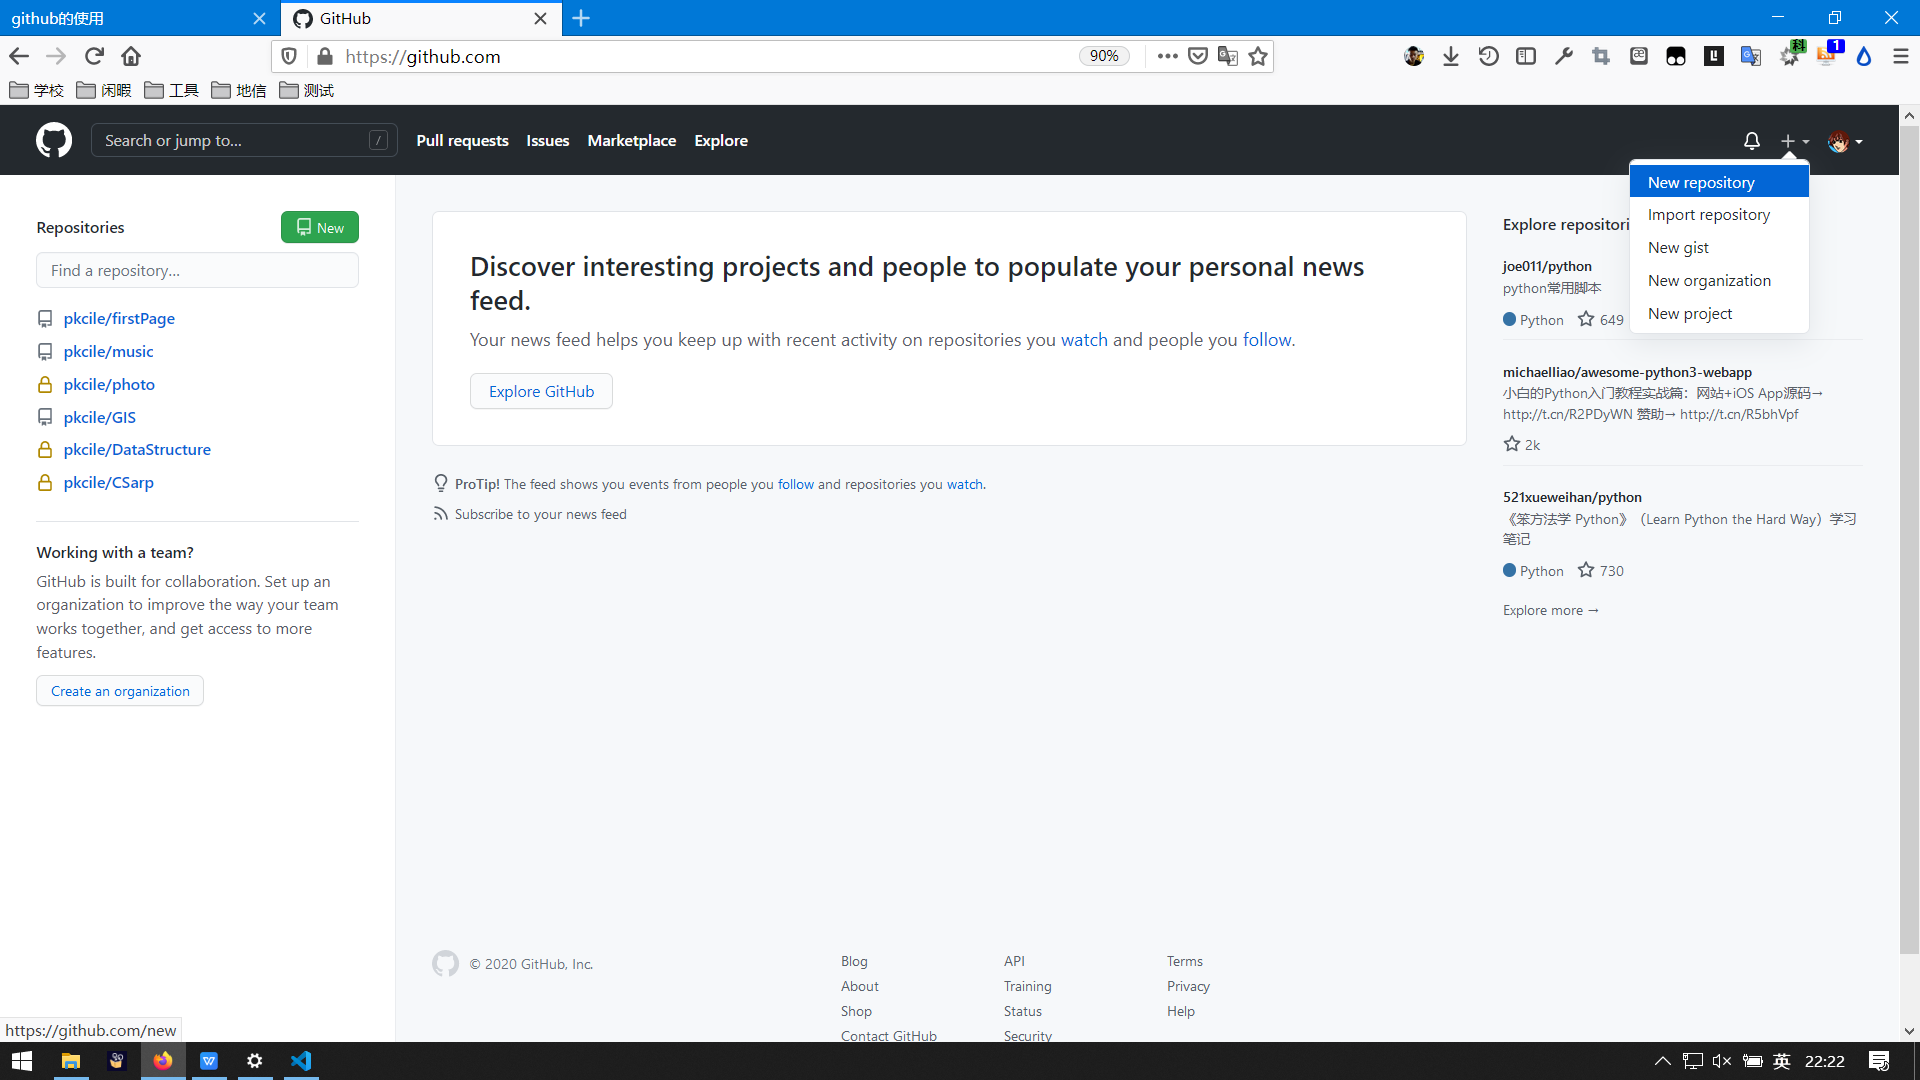 github的使用
GitHub
https://github.com
90%
学校
闲暇
工具
地信
测试
科
1
Search or jump to...
/
Pull requests
Issues
Marketplace
Explore
New repository
Import repository
New gist
New organization
New project
Repositories
New
Find a repository...
pkcile/firstPage
pkcile/music
pkcile/photo
pkcile/GIS
pkcile/DataStructure
pkcile/CSarp
Working with a team?
GitHub is built for collaboration. Set up an
organization to improve the way your team
works together, and get access to more
features.
Create an organization
Discover interesting projects and people to populate your personal news
feed.
Your news feed helps you keep up with recent activity on repositories you watch and people you follow.
Explore GitHub
ProTip! The feed shows you events from people you follow and repositories you watch.
Subscribe to your news feed
Explore repositori
joe011/python
python常用脚本
Python
649
michaelliao/awesome-python3-webapp
小白的Python入门教程实战篇：网站+iOS App源码→
http://t.cn/R2PDyWN 赞助→ http://t.cn/R5bhVpf
2k
521xueweihan/python
《笨方法学 Python》（Learn Python the Hard Way）学习
笔记
Python
730
Explore more →
© 2020 GitHub, Inc.
Blog
About
Shop
Contact GitHub
API
Training
Status
Security
Terms
Privacy
Help
https://github.com/new
英
22:22